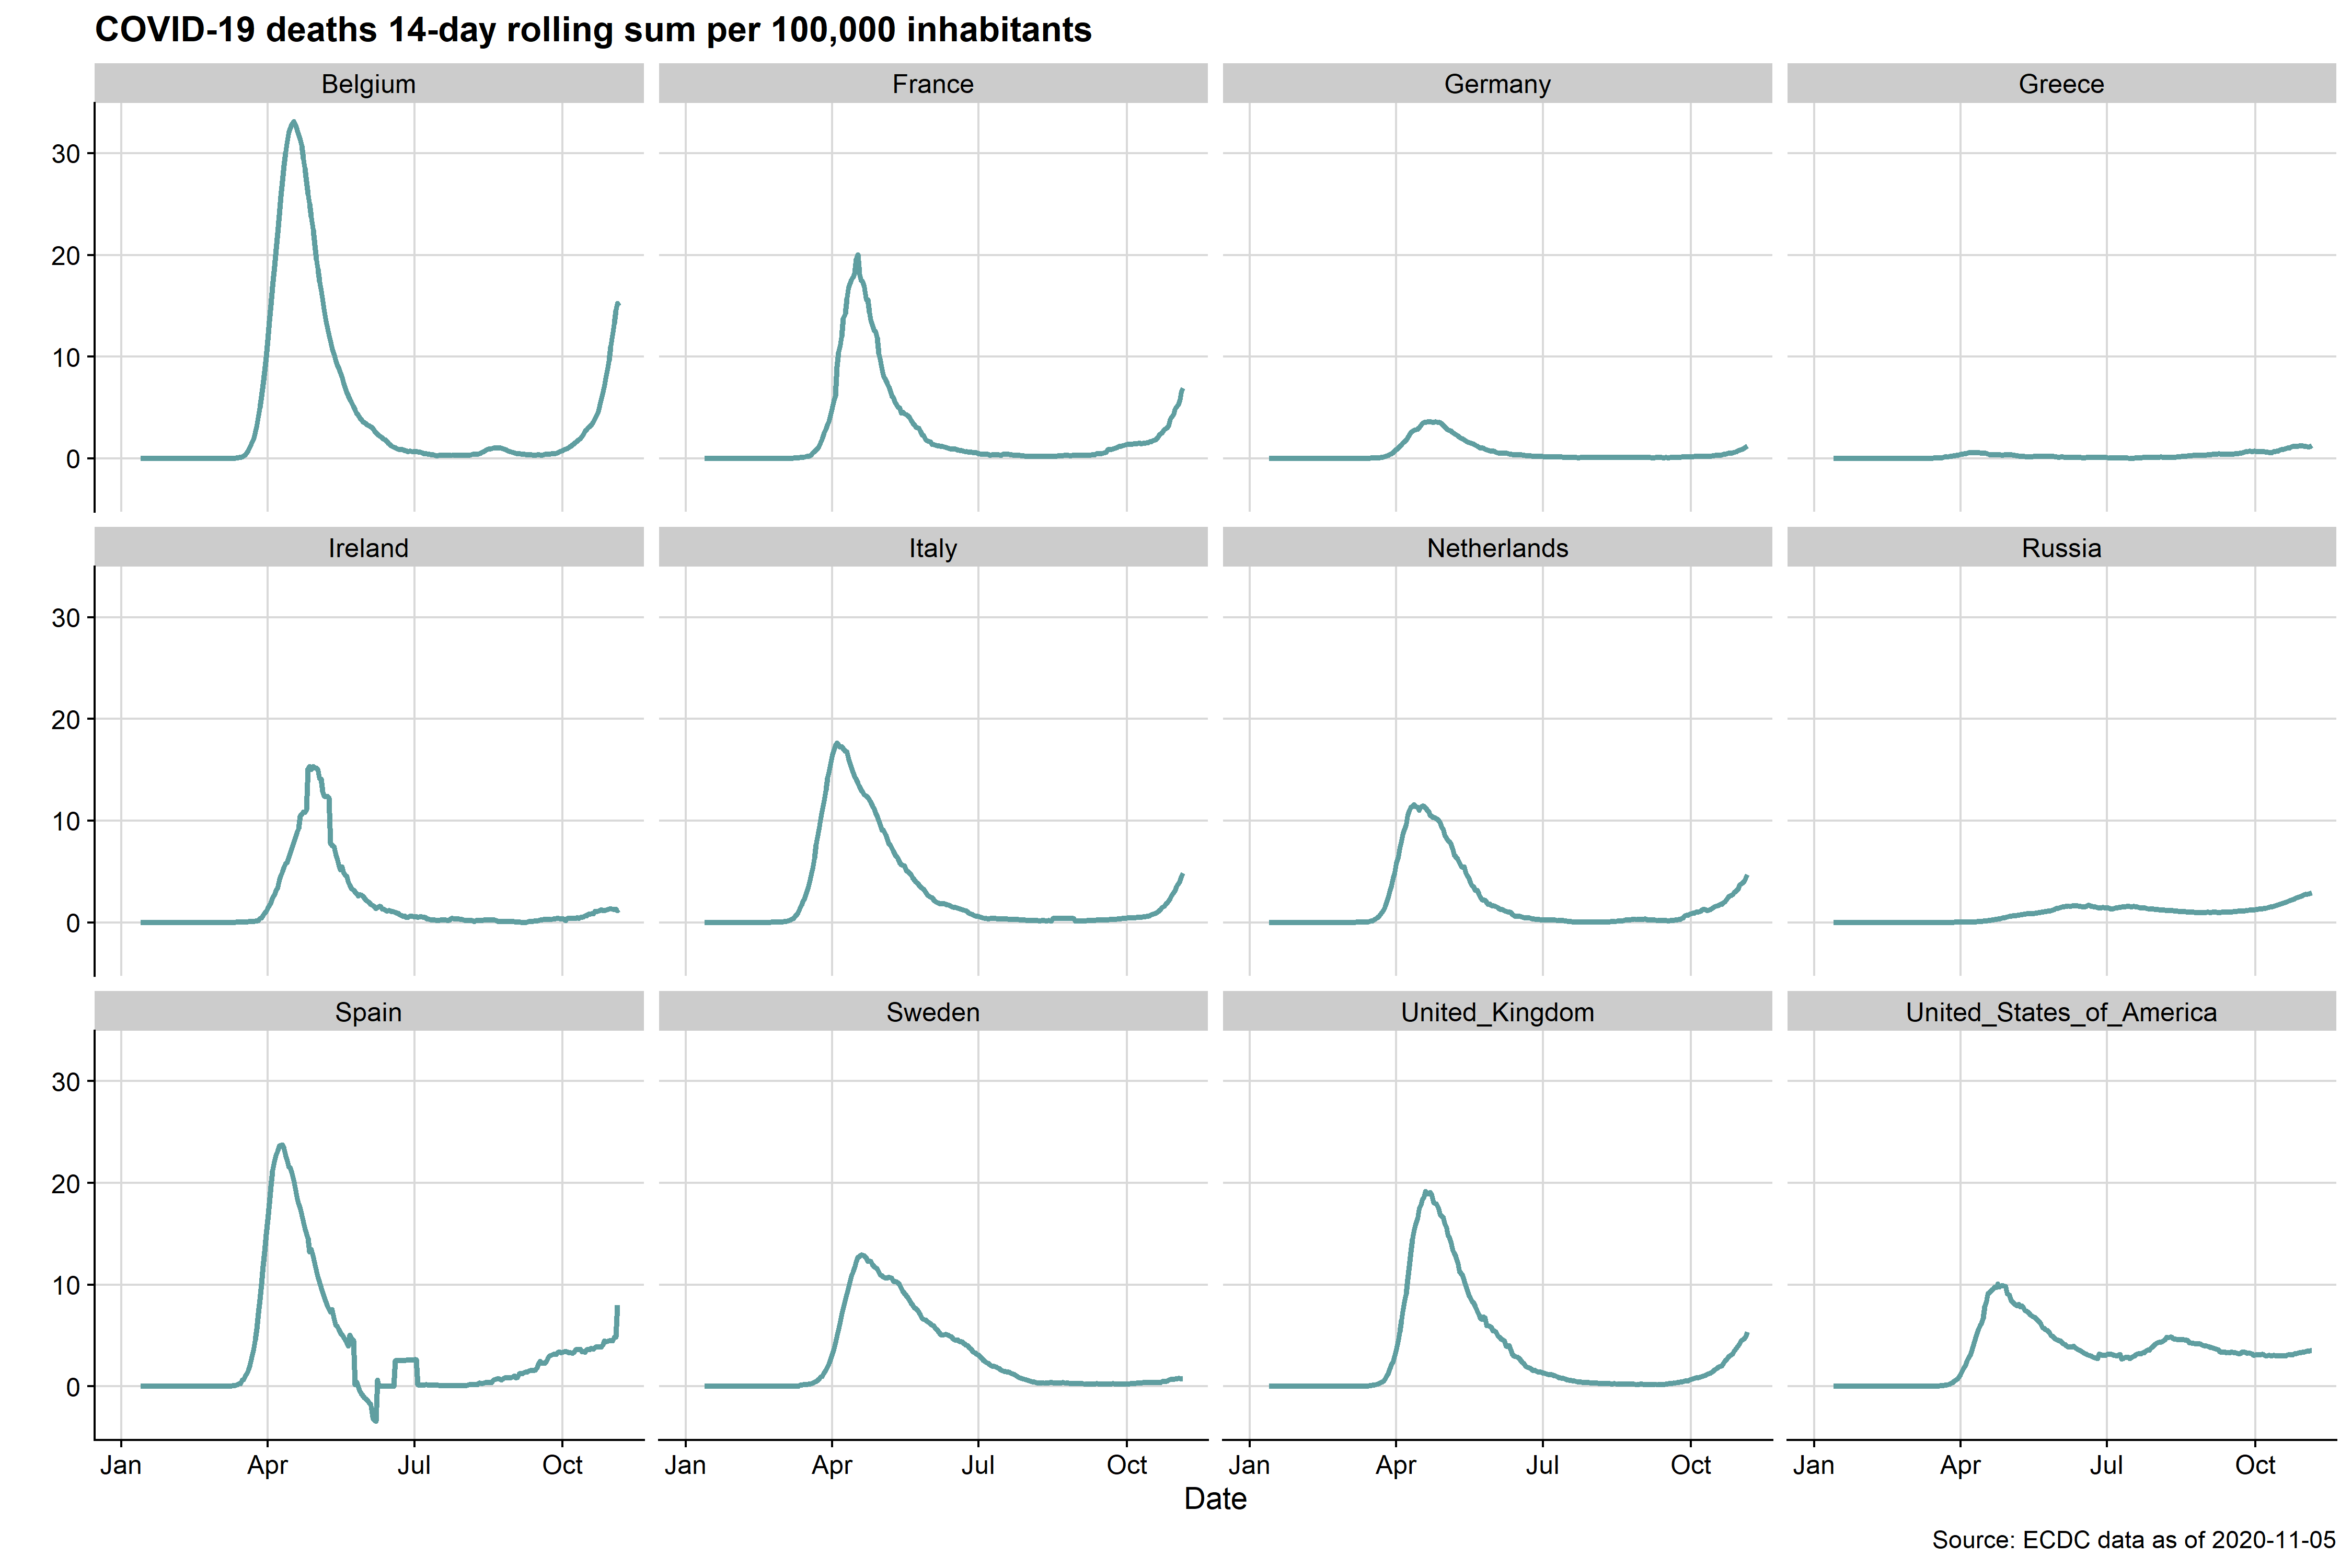 COVID-19 deaths 14-day rolling sum per 100,000 inhabitants
Belgium France Germany Greece
30
20
10
0
Ireland Italy Netherlands Russia
30
20
10
0
Spain Sweden United_Kingdom United_States_of_America
30
20
10
0
Jan Apr Jul Oct Jan Apr Jul Oct Jan Apr Jul Oct Jan Apr Jul Oct
Date
Source: ECDC data as of 2020-11-05